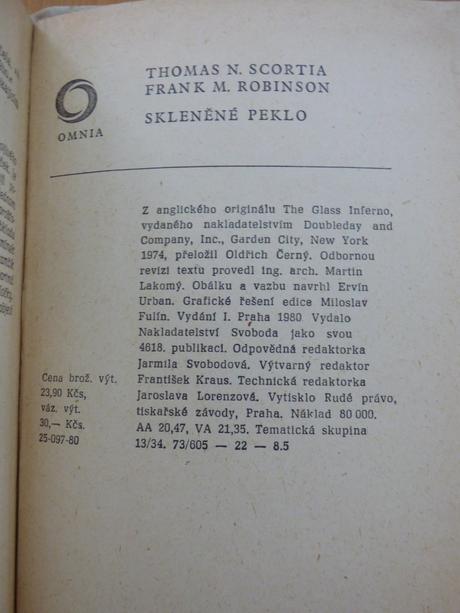 THOMAS N. SCORTIA
FRANK M. ROBINSON
SKLENĚNÉ PEKLO
OMNIA
Z anglického originálu The Glass Inferno,
vydaného nakladatelstvím Doubleday and
Company, Inc., Garden City, New York
1974, přeložil Oldřich Černý. Odbornou
revizi textu provedl ing. arch. Martin
Lakomý. Obálku a vazbu navrhl Ervín
Urban. Grafické řešení edice Miloslav
Fulín. Vydání I. Praha 1980. Vydalo
Nakladatelství Svoboda jako svou
4618. publikaci. Odpovědná redaktorka
Jarmila Svobodová. Výtvarný redaktor
František Kraus. Technická redaktorka
Jaroslava Lorenzová. Vytisklo Rudé právo,
tiskařské závody, Praha. Náklad 80 000.
AA 20,47, VA 21,35. Tematická skupina
13/34. 73/605 — 22 — 8.5
Cena brož. výt.
23,90 Kčs,
váz. výt.
30,— Kčs.
25-097-80